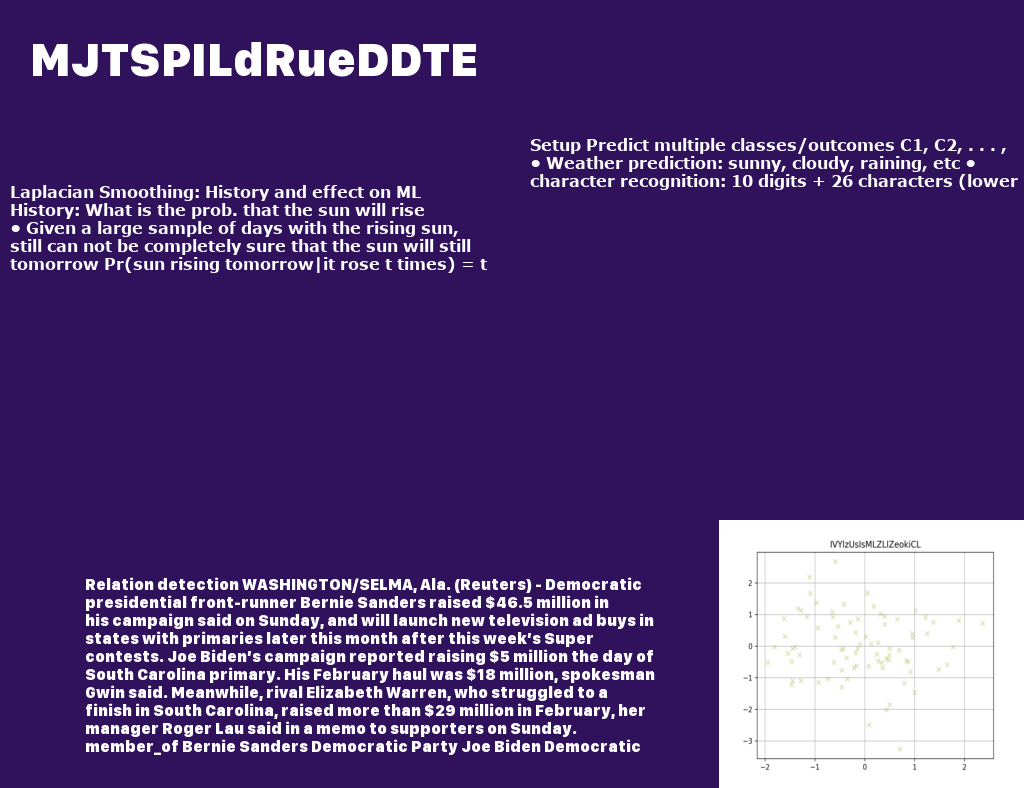 MJTSPILdRueDDTE
Setup Predict multiple classes/outcomes C1, C2, . . . ,
• Weather prediction: sunny, cloudy, raining, etc •
character recognition: 10 digits + 26 characters (lower
Laplacian Smoothing: History and effect on ML
History: What is the prob. that the sun will rise
• Given a large sample of days with the rising sun,
still can not be completely sure that the sun will still
tomorrow Pr(sun rising tomorrow|it rose t times) = t
Relation detection WASHINGTON/SELMA, Ala. (Reuters) - Democratic
presidential front-runner Bernie Sanders raised $46.5 million in
his campaign said on Sunday, and will launch new television ad buys in
states with primaries later this month after this week's Super
contests. Joe Biden's campaign reported raising $5 million the day of
South Carolina primary. His February haul was $18 million, spokesman
Gwin said. Meanwhile, rival Elizabeth Warren, who struggled to a
finish in South Carolina, raised more than $29 million in February, her
manager Roger Lau said in a memo to supporters on Sunday.
member_of Bernie Sanders Democratic Party Joe Biden Democratic
IVYlzUsIsMLZLIZeokiCL
2
1
0
−1
−2
−3
−2 −1 0 1 2